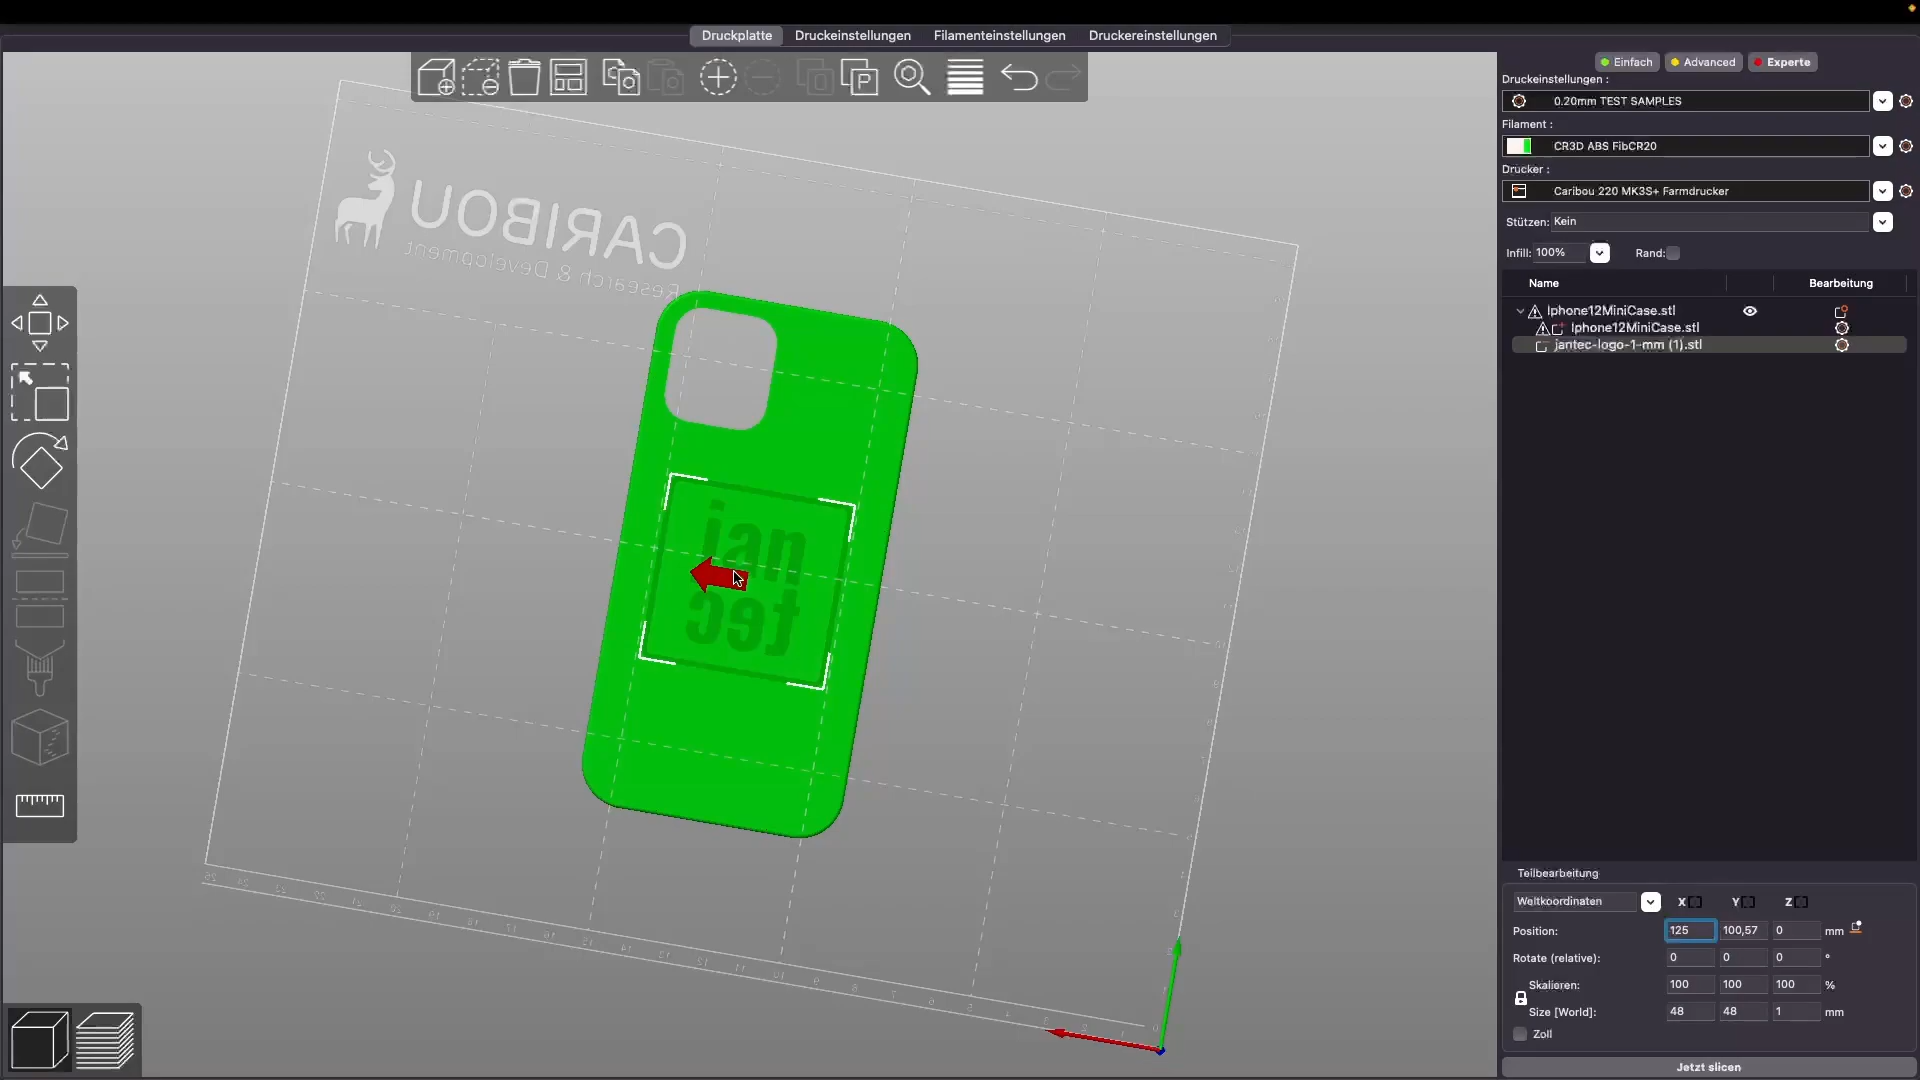 Druckplatte Druckeinstellungen Filamenteinstellungen Druckereinstellungen
Einfach Advanced Experte
Druckeinstellungen :
0.20mm TEST SAMPLES
Filament :
CR3D ABS FibCR20
Drucker :
Caribou 220 MK3S+ Farmdrucker
Stützen: Kein
Infill: 100% Rand:
Name Bearbeitung
Iphone12MiniCase.stl
Iphone12MiniCase.stl
jantec-logo-1-mm (1).stl
CARIBOU
Research & Development
jan
tec
Teilbearbeitung
Weltkoordinaten X Y Z
Position: 125 100,57 0 mm
Rotate (relative): 0 0 0 °
Skalieren: 100 100 100 %
Size [World]: 48 48 1 mm
Zoll
Jetzt slicen